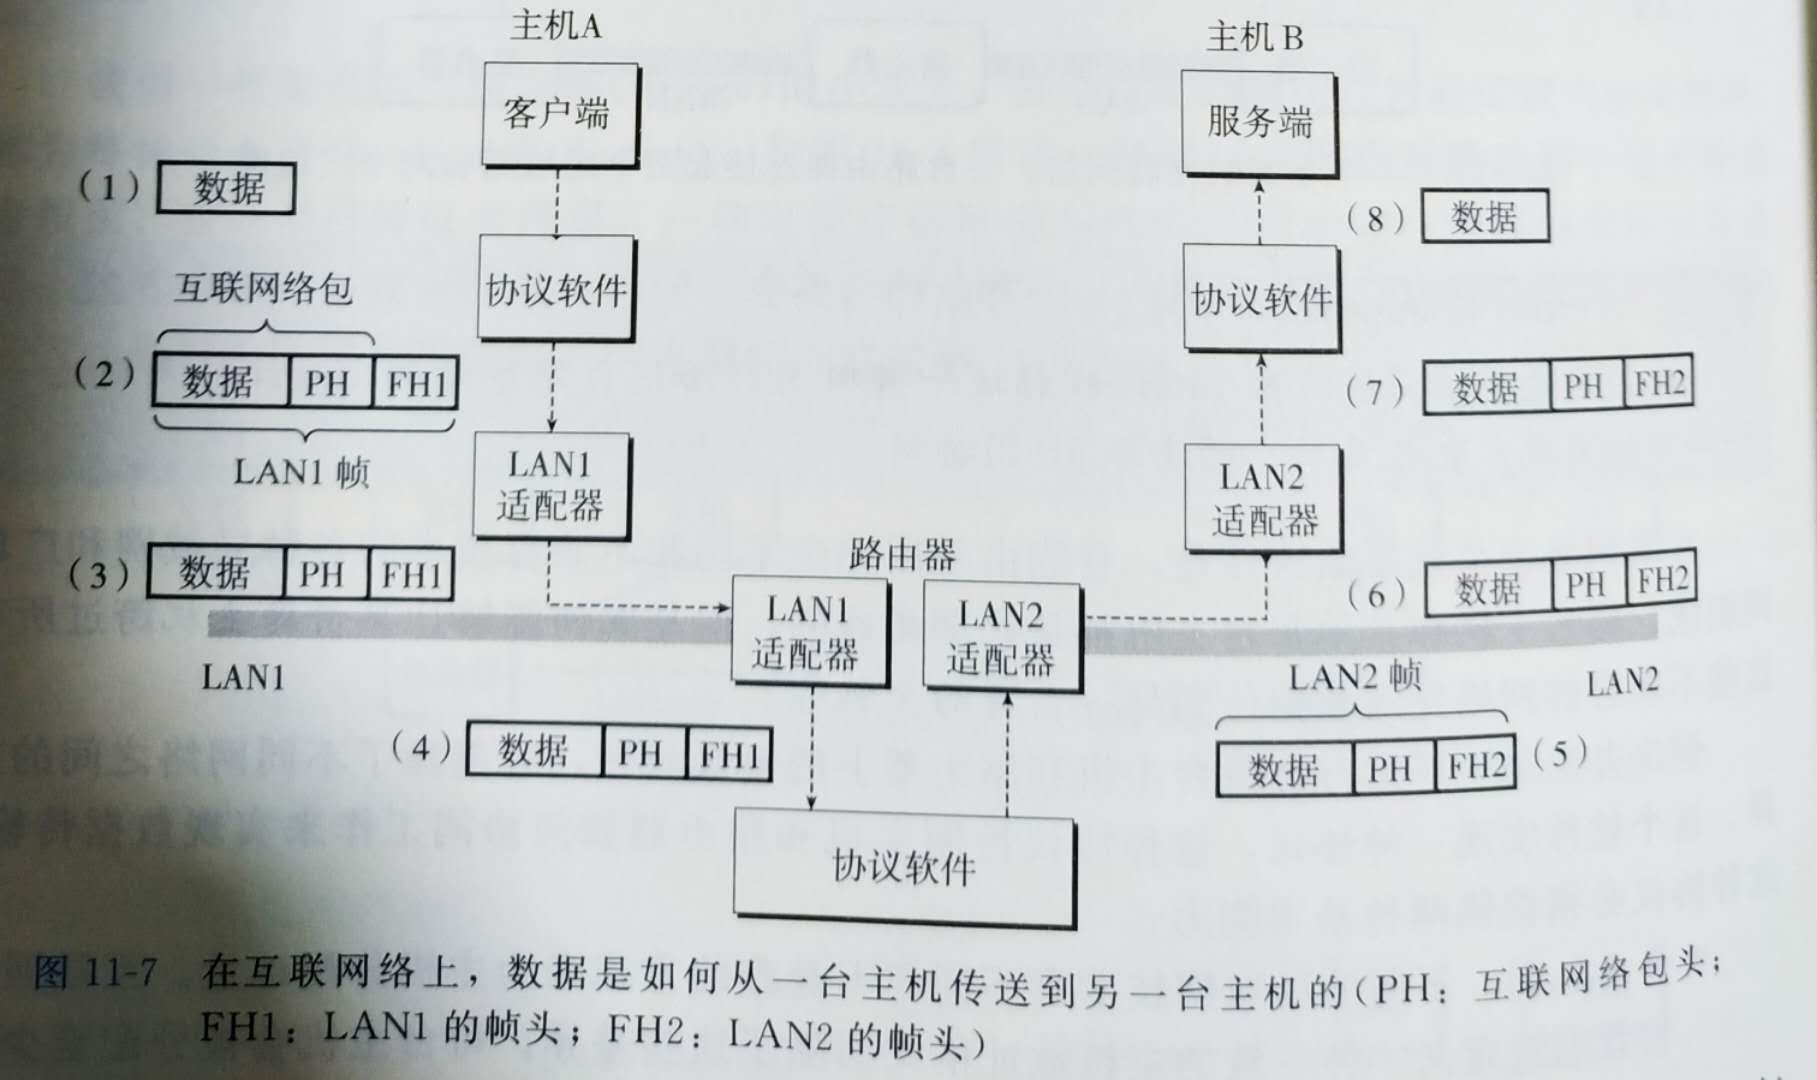 主机A
客户端
(1) 数据
协议软件
互联网络包
(2) 数据 PH FH1
LAN1 帧
LAN1
适配器
(3) 数据 PH FH1
LAN1
路由器
LAN1
适配器
LAN2
适配器
(4) 数据 PH FH1
协议软件
主机 B
服务端
(8) 数据
协议软件
(7) 数据 PH FH2
LAN2
适配器
(6) 数据 PH FH2
LAN2 帧
LAN2
数据 PH FH2 (5)
图 11-7 在互联网络上，数据是如何从一台主机传送到另一台主机的(PH：互联网络包头；
FH1：LAN1 的帧头；FH2：LAN2 的帧头)